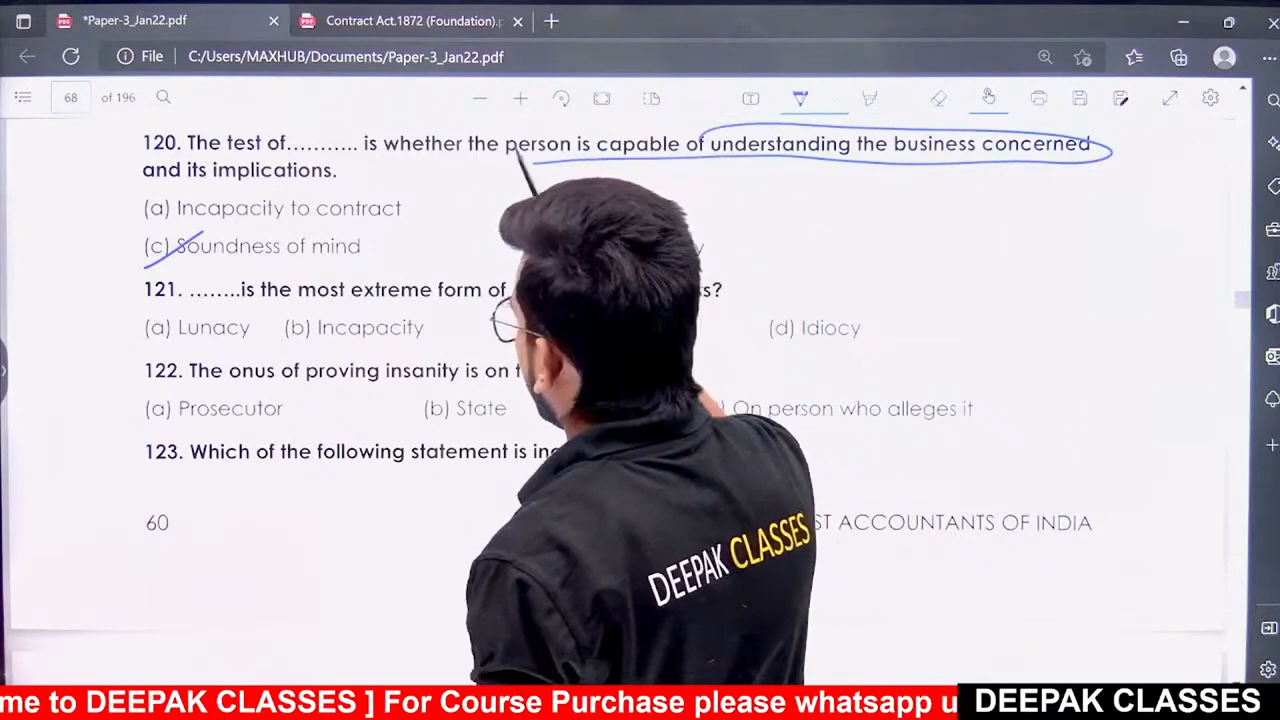 *Paper-3_Jan22.pdf
Contract Act.1872 (Foundation).
File C:/Users/MAXHUB/Documents/Paper-3_Jan22.pdf
68 of 196
120. The test of........... is whether the person is capable of understanding the business concerned
and its implications.
(a) Incapacity to contract
(c) Soundness of mind
121. ........is the most extreme form of
(a) Lunacy (b) Incapacity (d) Idiocy
122. The onus of proving insanity is on
(a) Prosecutor (b) State On person who alleges it
123. Which of the following statement is
60 ACCOUNTANTS OF INDIA
DEEPAK CLASSES
to DEEPAK CLASSES ] For Course Purchase please whatsapp
DEEPAK CLASSES